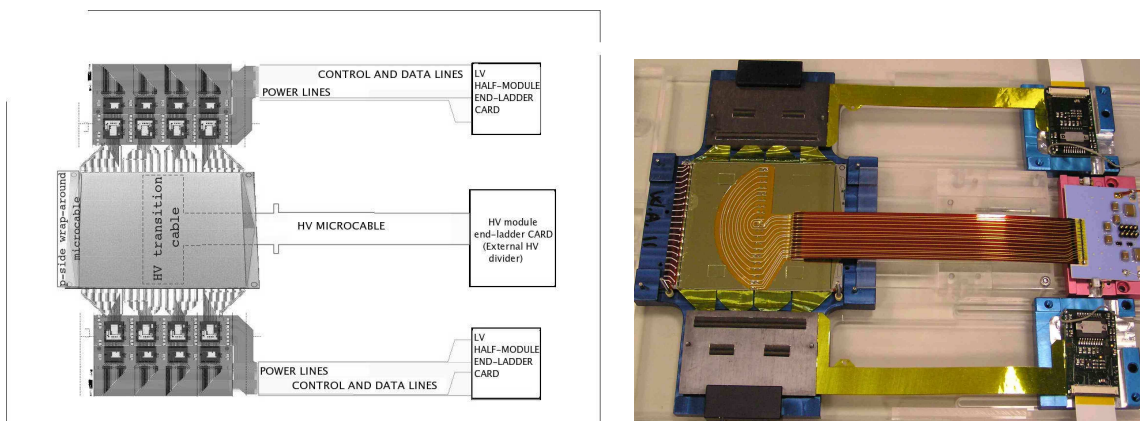 CONTROL AND DATA LINES
POWER LINES
LV
HALF-MODULE
END-LADDER
CARD
p-side wrap-around
microcable
HV transition
cable
HV MICROCABLE
HV module
end-ladder CARD
(External HV
divider)
POWER LINES
CONTROL AND DATA LINES
LV
HALF-MODULE
END-LADDER
CARD